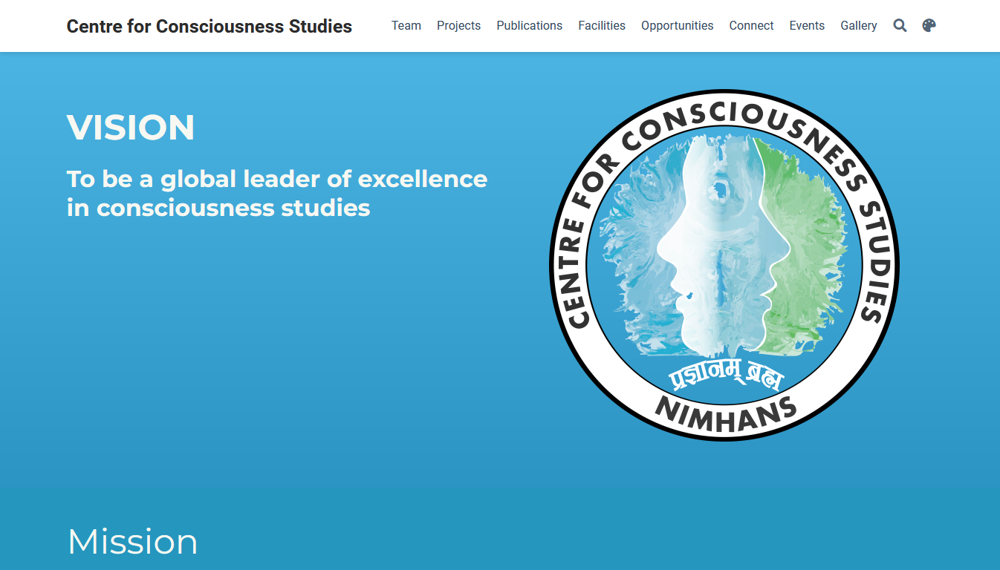 Centre for Consciousness Studies
Team Projects Publications Facilities Opportunities Connect Events Gallery
VISION
To be a global leader of excellence
in consciousness studies
CENTRE FOR CONSCIOUSNESS STUDIES
प्रज्ञानम् ब्रह्म
NIMHANS
Mission